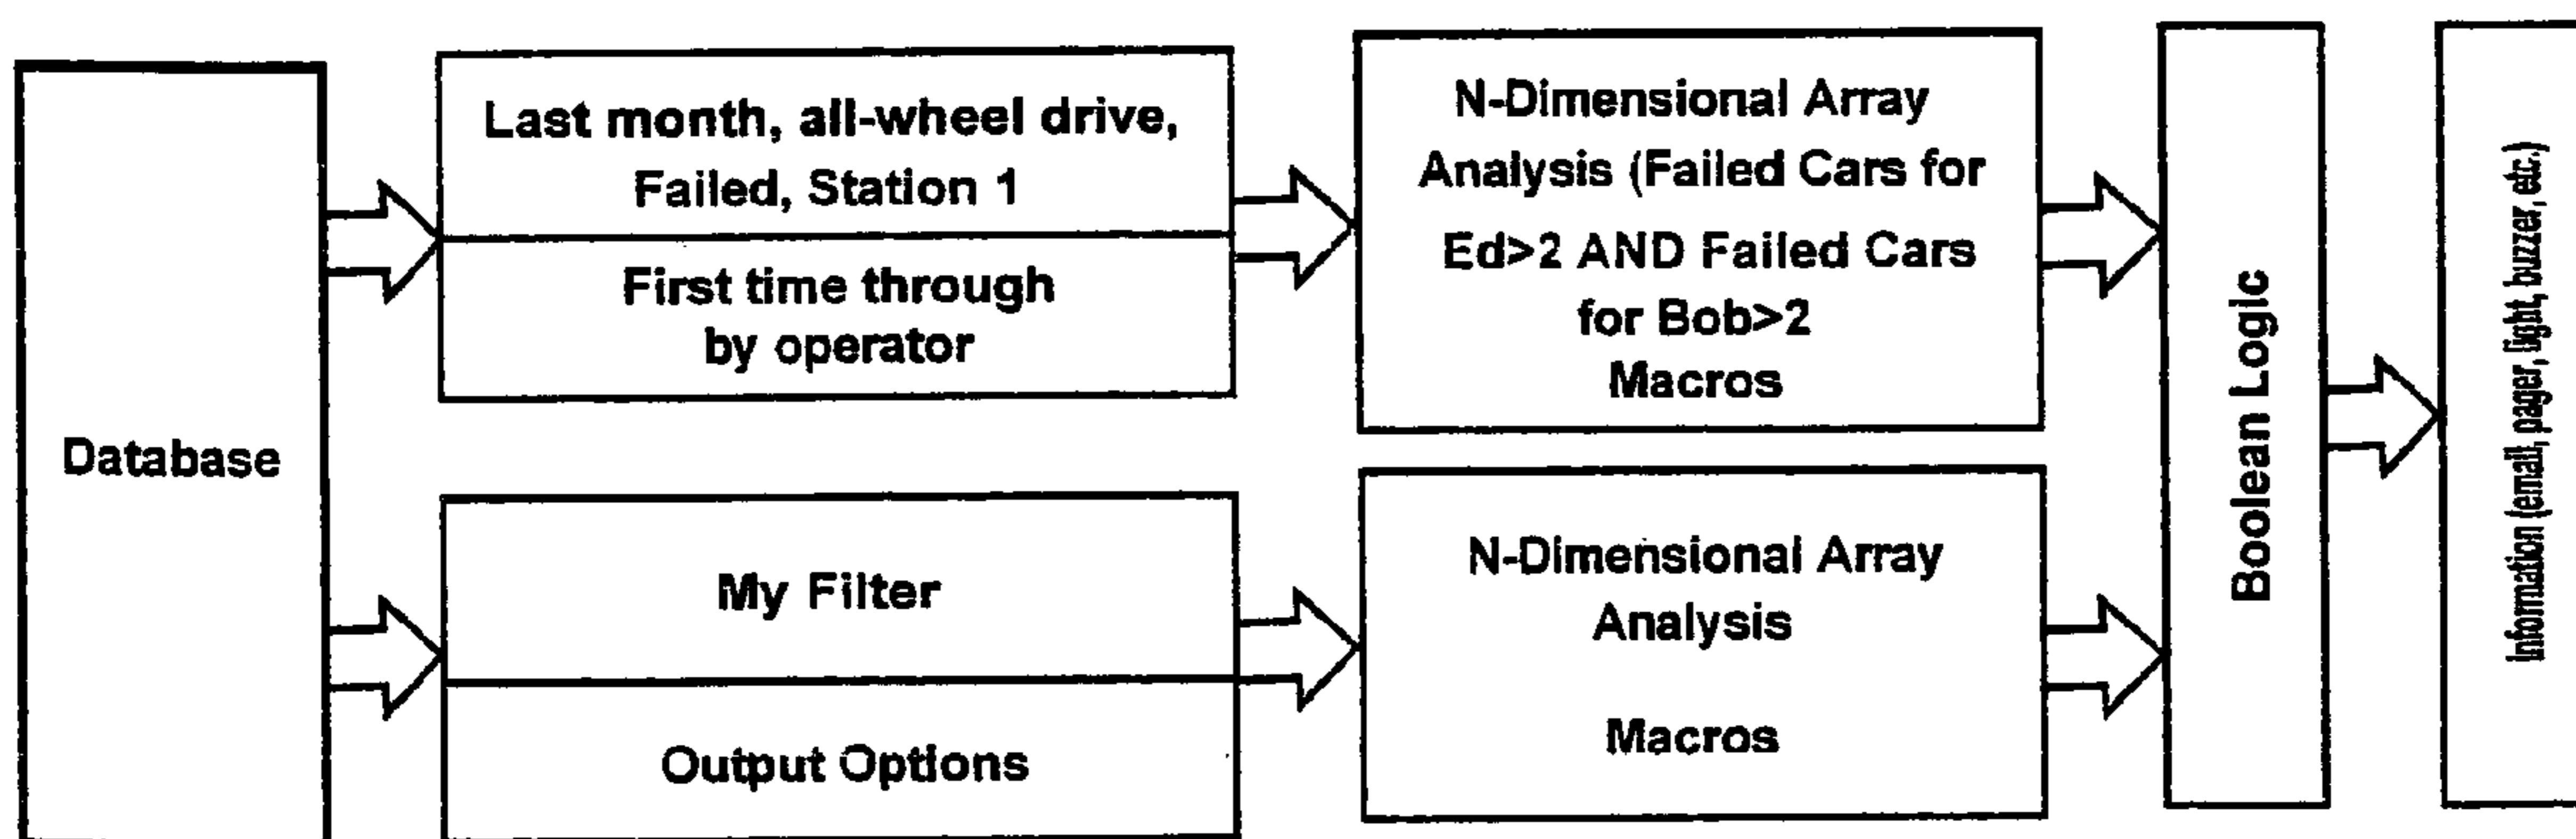 Database
Last month, all-wheel drive,
Failed, Station 1
First time through
by operator
N-Dimensional Array
Analysis (Failed Cars for
Ed>2 AND Failed Cars
for Bob>2
Macros
My Filter
Output Options
N-Dimensional Array
Analysis
Macros
Boolean Logic
Information (email, pager, light, buzzer, etc.)